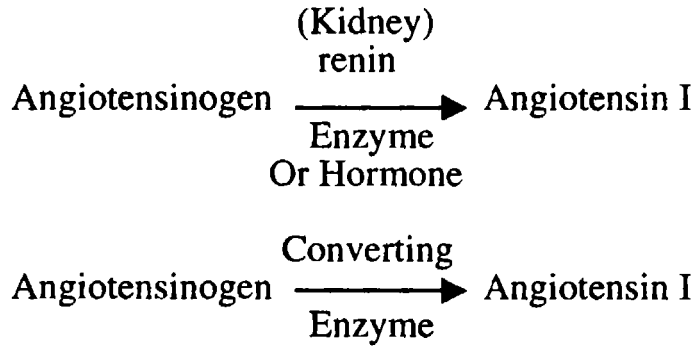 (Kidney)
renin
Angiotensinogen Angiotensin I
Enzyme
Or Hormone
Converting
Angiotensinogen Angiotensin I
Enzyme